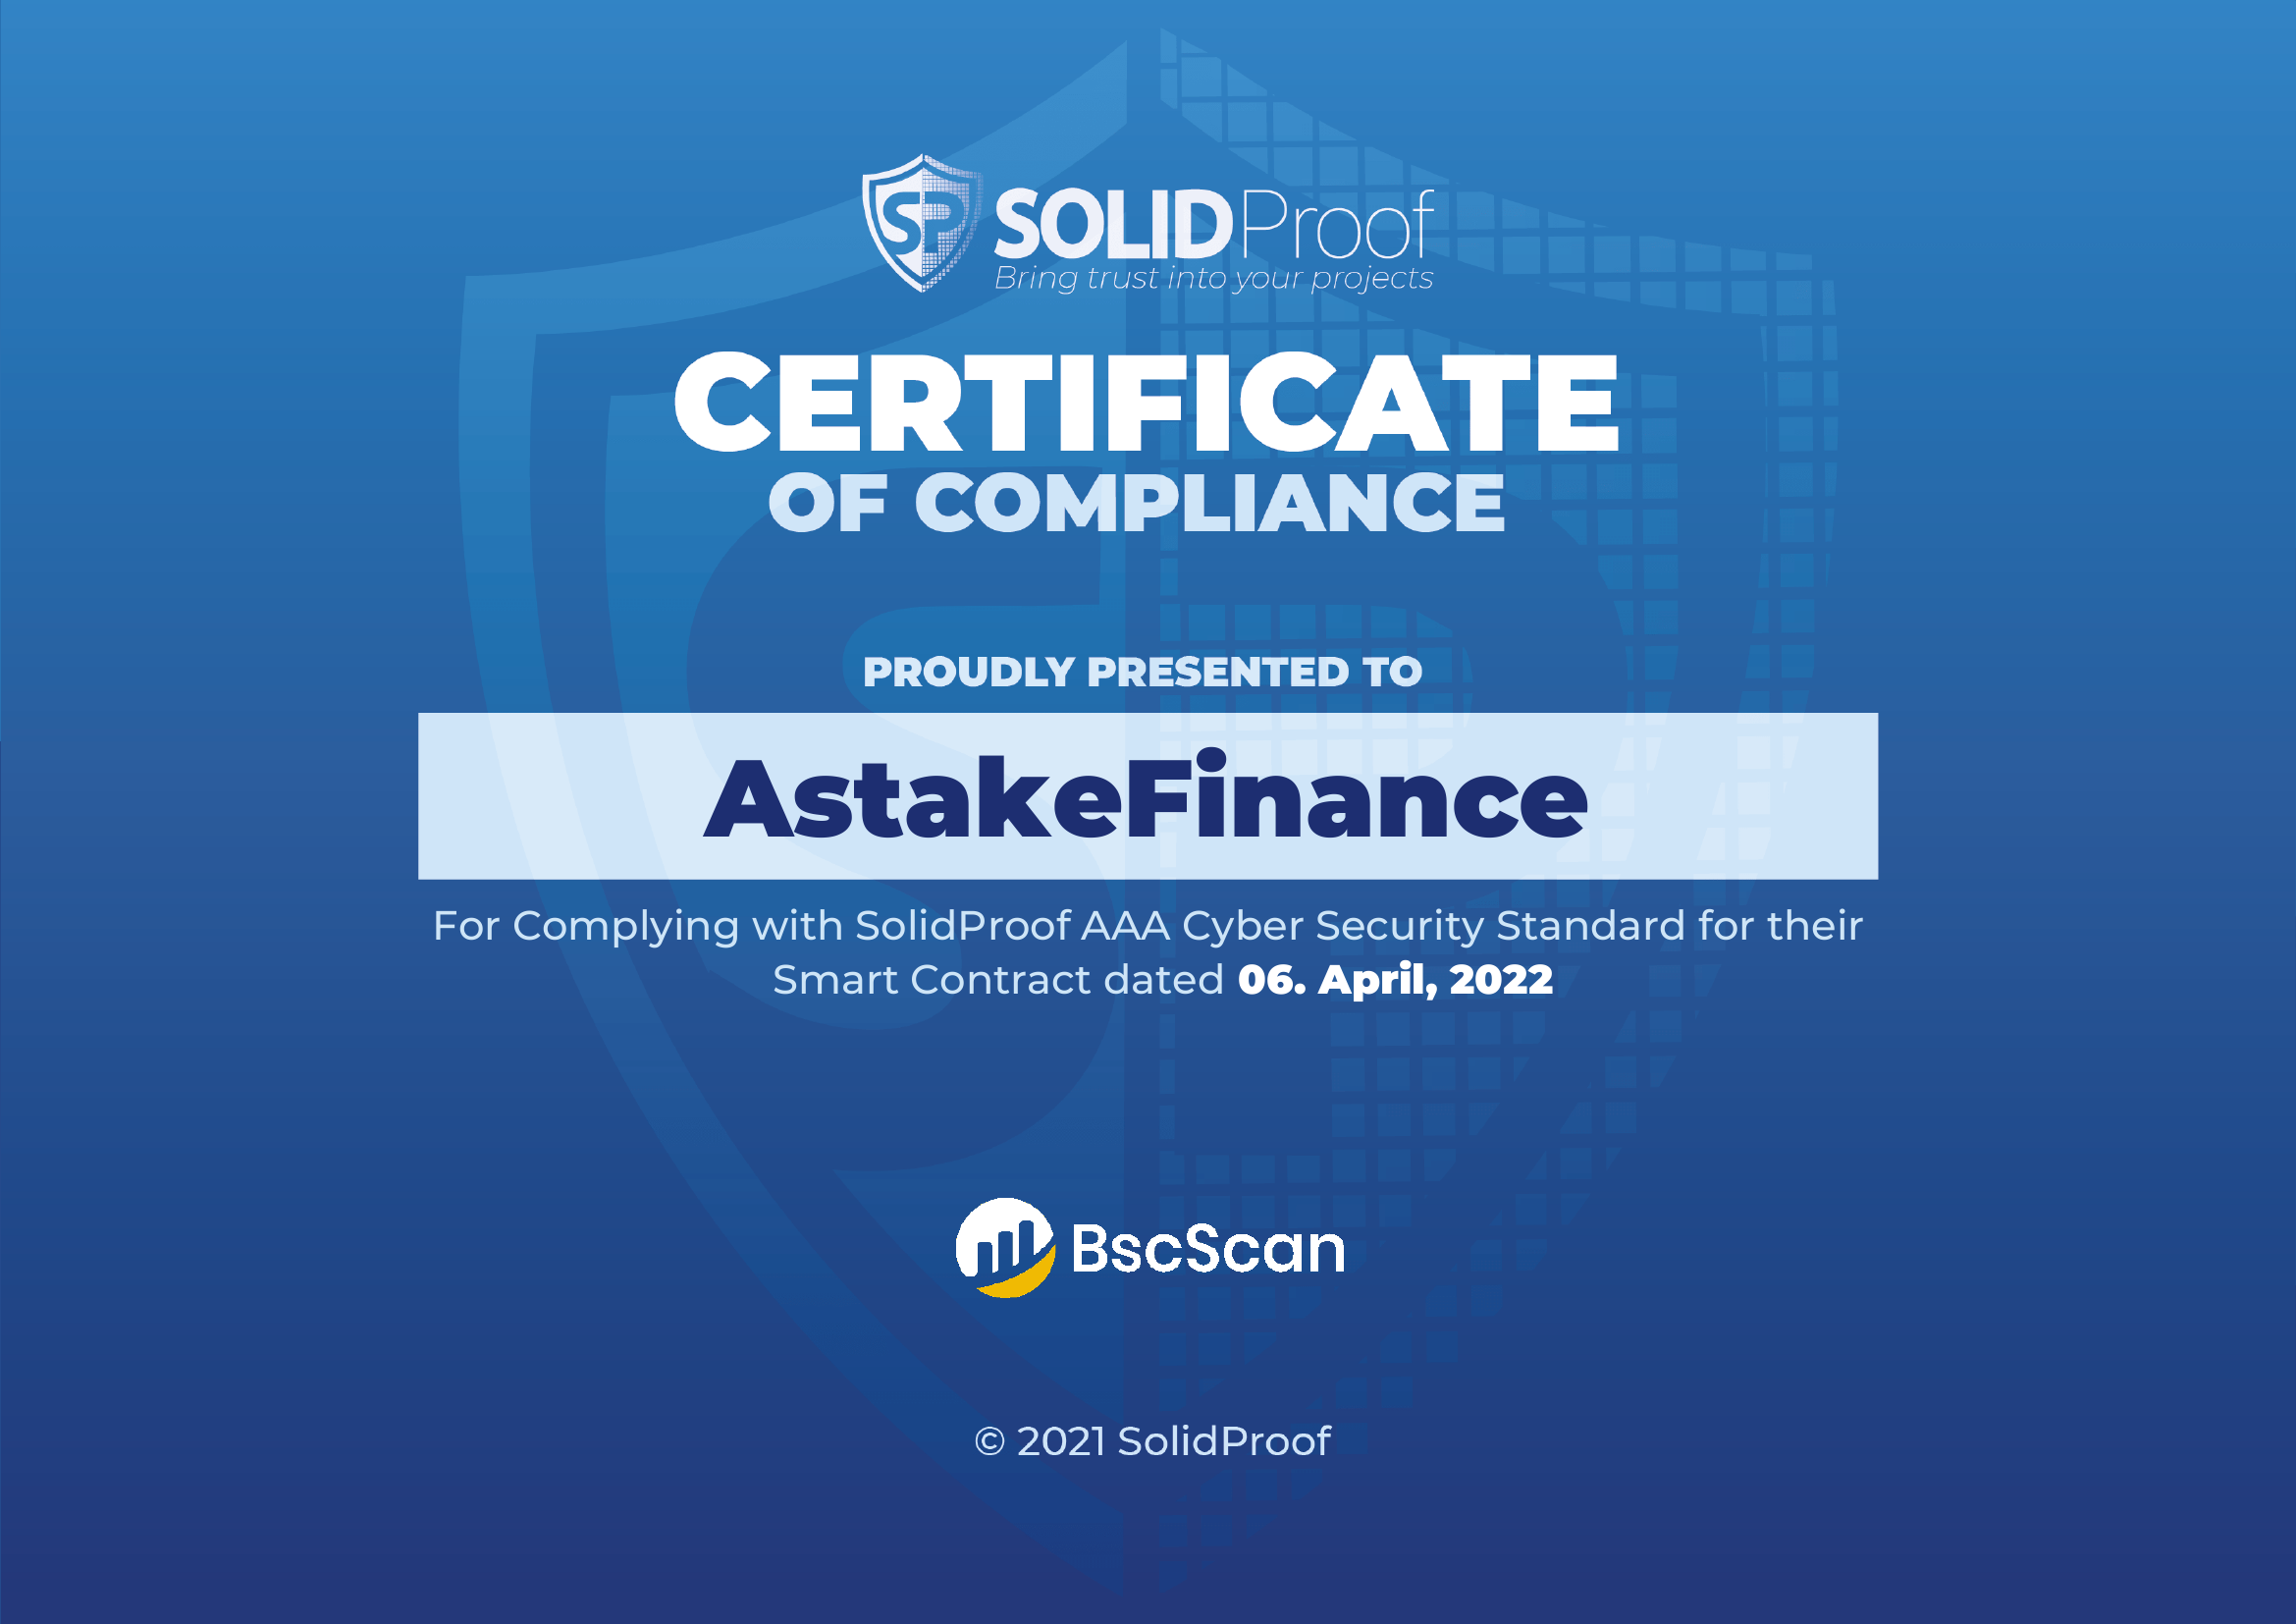 SP SOLIDProof
Bring trust into your projects
CERTIFICATE
OF COMPLIANCE
PROUDLY PRESENTED TO
AstakeFinance
For Complying with SolidProof AAA Cyber Security Standard for their
Smart Contract dated 06. April, 2022
BscScan
© 2021 SolidProof